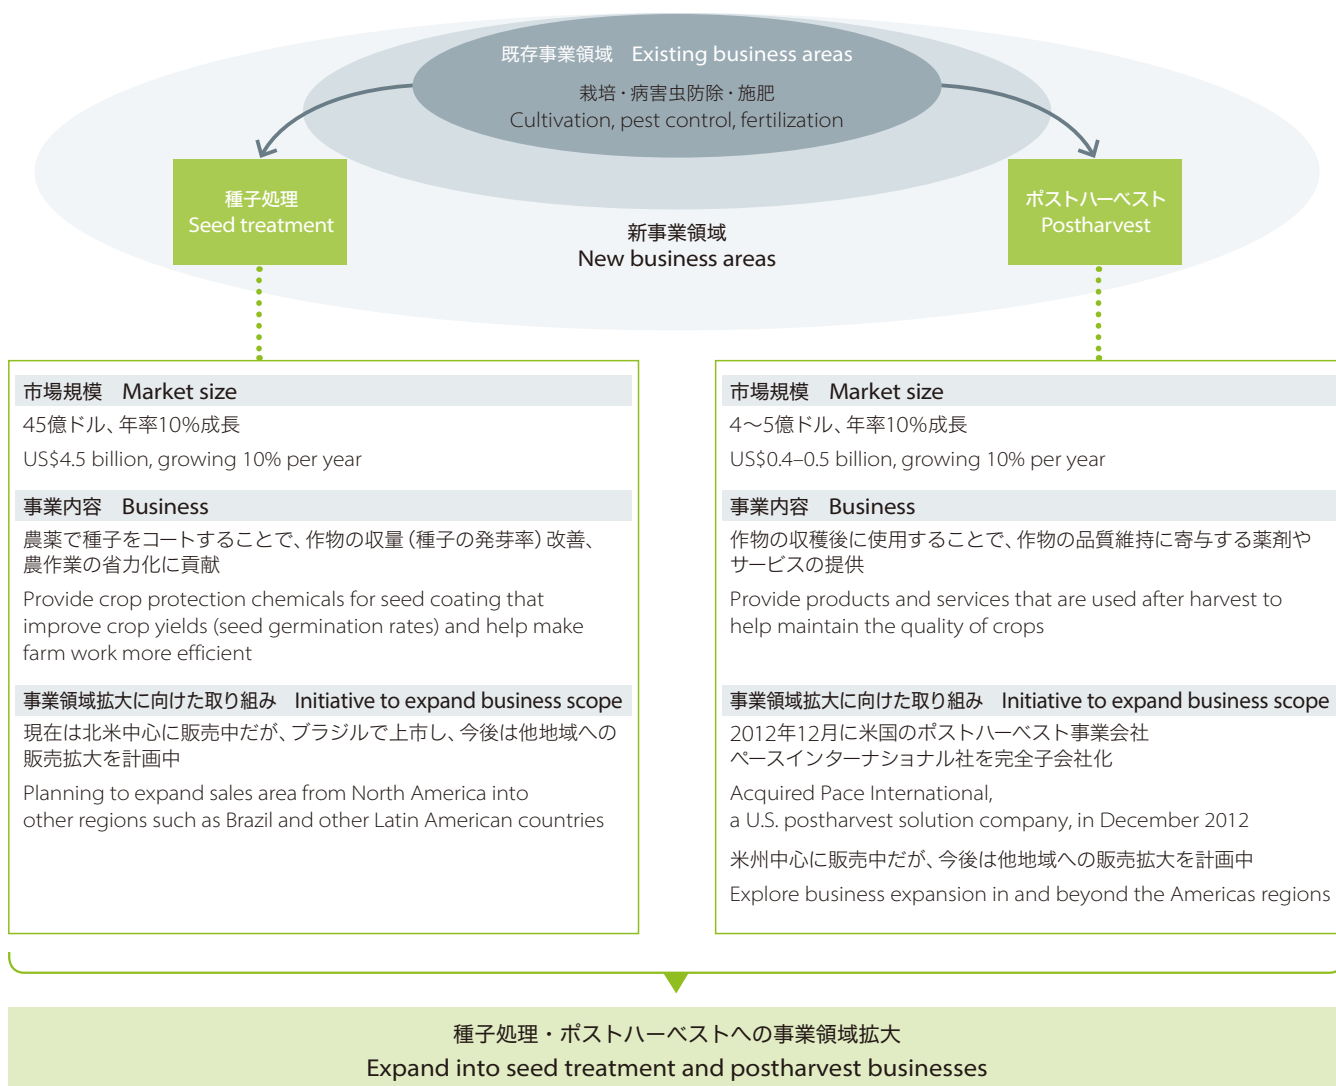 既存事業領域 Existing business areas
栽培・病害虫防除・施肥
Cultivation, pest control, fertilization
種子処理
Seed treatment
ポストハーベスト
Postharvest
新事業領域
New business areas
市場規模 Market size
45億ドル、年率10%成長
US$4.5 billion, growing 10% per year
事業内容 Business
農薬で種子をコートすることで、作物の収量（種子の発芽率）改善、
農作業の省力化に貢献
Provide crop protection chemicals for seed coating that
improve crop yields (seed germination rates) and help make
farm work more efficient
事業領域拡大に向けた取り組み Initiative to expand business scope
現在は北米中心に販売中だが、ブラジルで上市し、今後は他地域への
販売拡大を計画中
Planning to expand sales area from North America into
other regions such as Brazil and other Latin American countries
市場規模 Market size
4〜5億ドル、年率10%成長
US$0.4–0.5 billion, growing 10% per year
事業内容 Business
作物の収穫後に使用することで、作物の品質維持に寄与する薬剤や
サービスの提供
Provide products and services that are used after harvest to
help maintain the quality of crops
事業領域拡大に向けた取り組み Initiative to expand business scope
2012年12月に米国のポストハーベスト事業会社
ペースインターナショナル社を完全子会社化
Acquired Pace International,
a U.S. postharvest solution company, in December 2012
米州中心に販売中だが、今後は他地域への販売拡大を計画中
Explore business expansion in and beyond the Americas regions
種子処理・ポストハーベストへの事業領域拡大
Expand into seed treatment and postharvest businesses